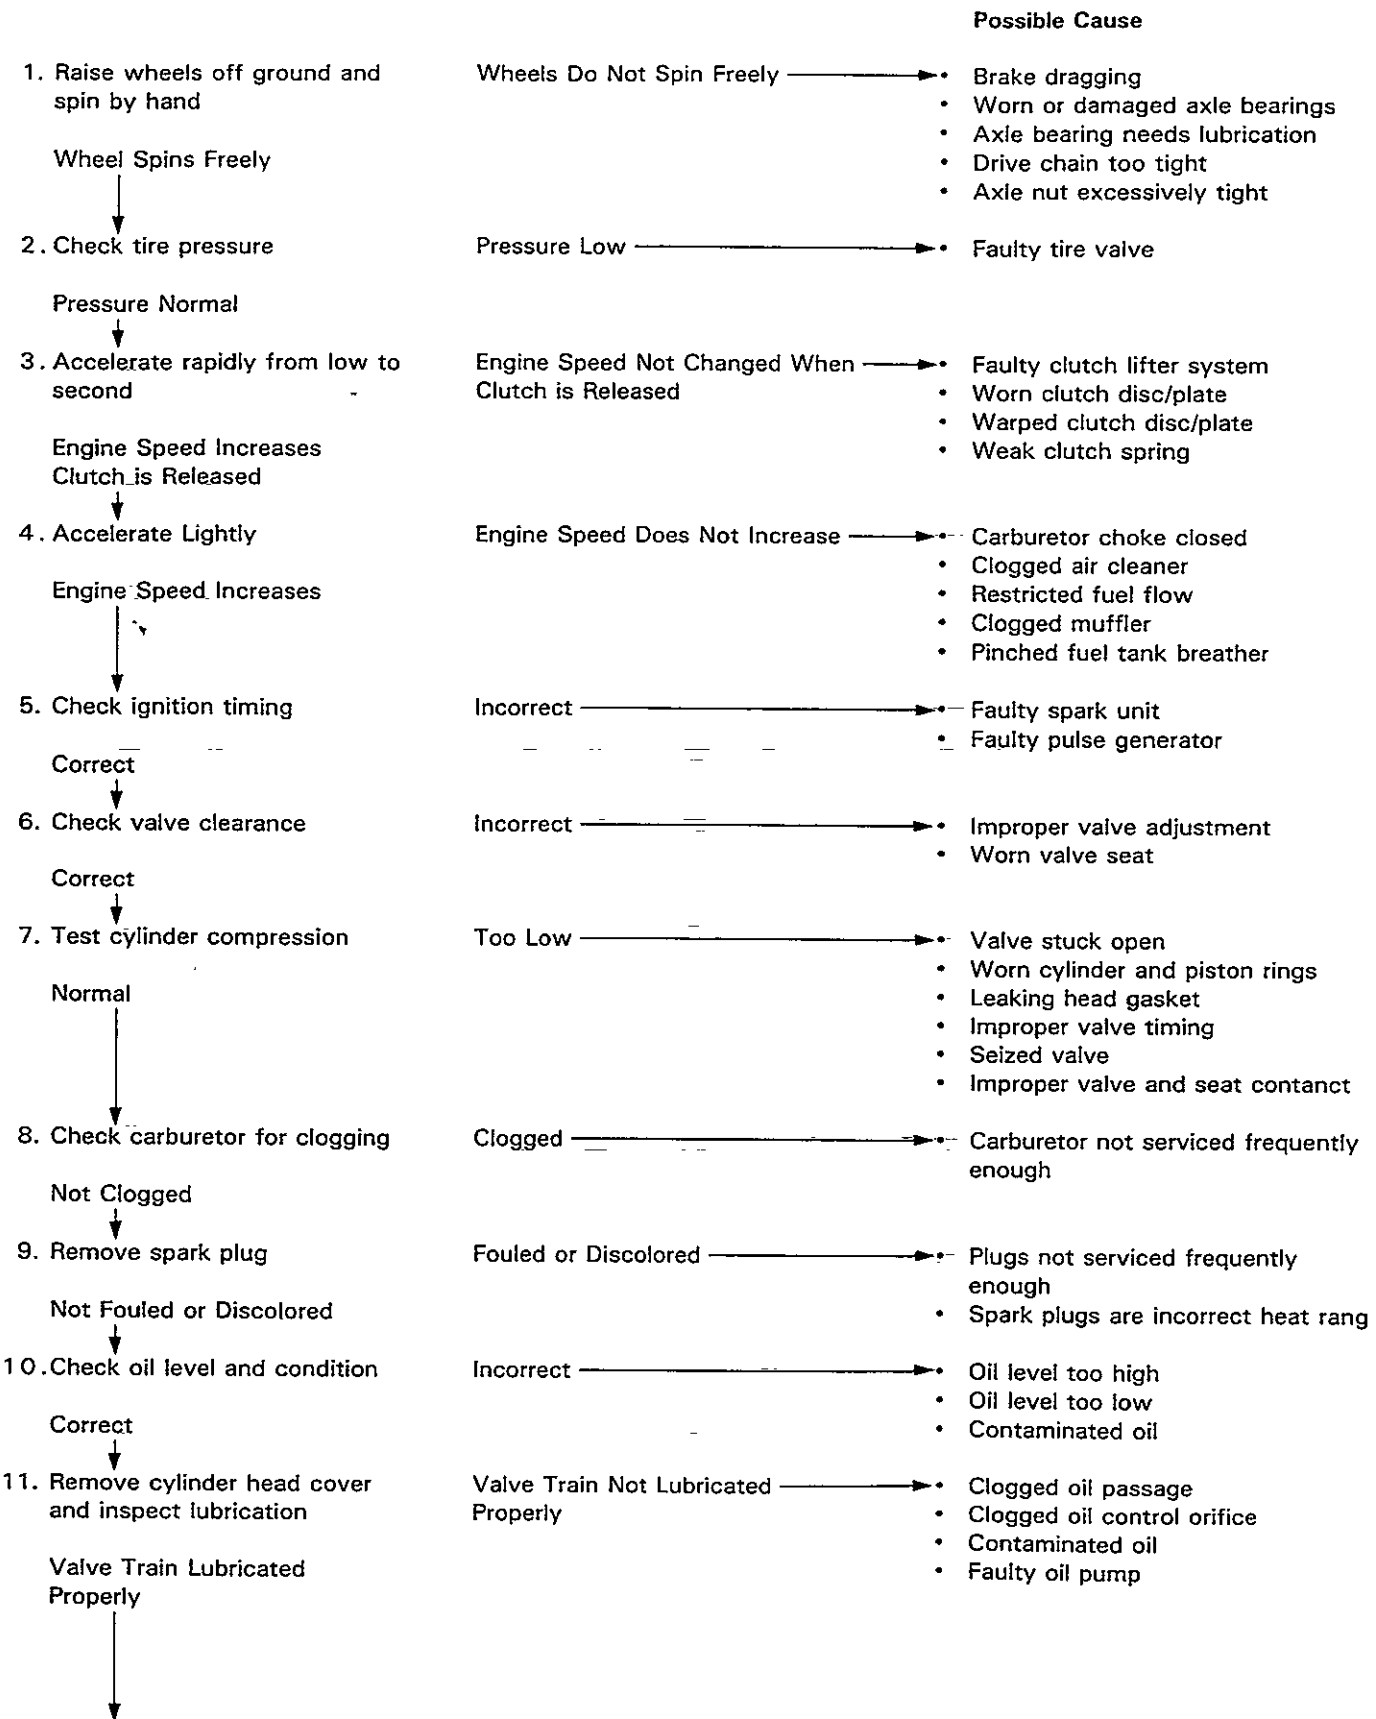 Possible Cause
1. Raise wheels off ground and
spin by hand
Wheels Do Not Spin Freely
• Brake dragging
• Worn or damaged axle bearings
• Axle bearing needs lubrication
• Drive chain too tight
• Axle nut excessively tight
Wheel Spins Freely
2. Check tire pressure
Pressure Low
• Faulty tire valve
Pressure Normal
3. Accelerate rapidly from low to
second
Engine Speed Not Changed When
Clutch is Released
• Faulty clutch lifter system
• Worn clutch disc/plate
• Warped clutch disc/plate
• Weak clutch spring
Engine Speed Increases
Clutch is Released
4. Accelerate Lightly
Engine Speed Does Not Increase
• Carburetor choke closed
• Clogged air cleaner
• Restricted fuel flow
• Clogged muffler
• Pinched fuel tank breather
Engine Speed Increases
5. Check ignition timing
Incorrect
• Faulty spark unit
• Faulty pulse generator
Correct
6. Check valve clearance
Incorrect
• Improper valve adjustment
• Worn valve seat
Correct
7. Test cylinder compression
Too Low
• Valve stuck open
• Worn cylinder and piston rings
• Leaking head gasket
• Improper valve timing
• Seized valve
• Improper valve and seat contanct
Normal
8. Check carburetor for clogging
Clogged
• Carburetor not serviced frequently
enough
Not Clogged
9. Remove spark plug
Fouled or Discolored
• Plugs not serviced frequently
enough
• Spark plugs are incorrect heat rang
Not Fouled or Discolored
10. Check oil level and condition
Incorrect
• Oil level too high
• Oil level too low
• Contaminated oil
Correct
11. Remove cylinder head cover
and inspect lubrication
Valve Train Not Lubricated
Properly
• Clogged oil passage
• Clogged oil control orifice
• Contaminated oil
• Faulty oil pump
Valve Train Lubricated
Properly